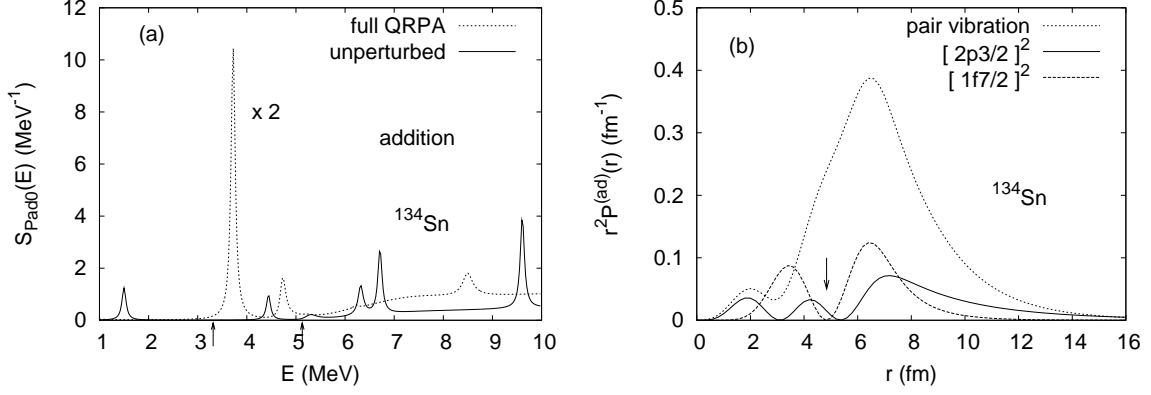 (a)
full QRPA
unperturbed
x 2
addition
¹³⁴Sn
S_Pad0(E) (MeV⁻¹)
0
2
4
6
8
10
12
1 2 3 4 5 6 7 8 9 10
E (MeV)
(b)
pair vibration
[ 2p3/2 ]²
[ 1f7/2 ]²
¹³⁴Sn
r²P⁽ᵃᵈ⁾(r) (fm⁻¹)
0
0.1
0.2
0.3
0.4
0.5
0 2 4 6 8 10 12 14 16
r (fm)